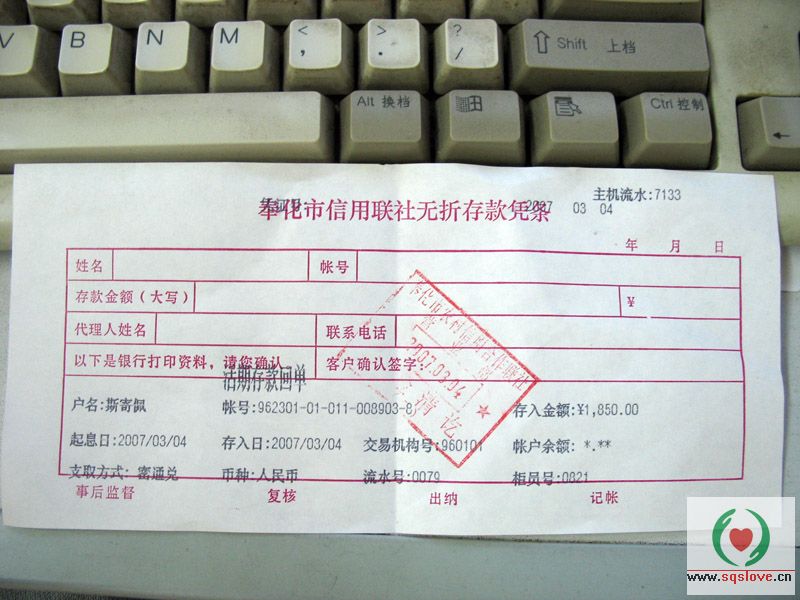 V B N M < , > . ? / Shift 上档
Alt 换档 Ctrl 控制 ←
主机流水:7133
奉化市信用联社无折存款凭条
2007 03 04
年 月 日
姓名 帐号
存款金额（大写） ¥
代理人姓名 联系电话
以下是银行打印资料，请您确认 客户确认签字：
活期存款回单
户名:斯寄佩 帐号:962301-01-011-008903-8 存入金额:¥1,850.00
起息日:2007/03/04 存入日:2007/03/04 交易机构号:960101 帐户余额: *.**
支取方式: 密通兑 币种:人民币 流水号:0079 柜员号:0821
事后监督 复核 出纳 记帐
2007.03.04
清讫
www.sqslove.cn